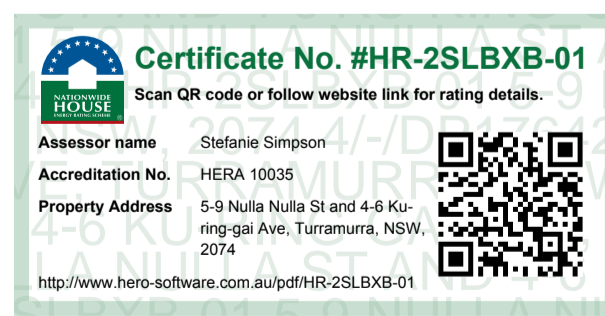 Certificate No. #HR-2SLBXB-01
Scan QR code or follow website link for rating details.
NATIONWIDE
HOUSE
ENERGY RATING SCHEME
®
Assessor name Stefanie Simpson
Accreditation No. HERA 10035
Property Address 5-9 Nulla Nulla St and 4-6 Ku-
ring-gai Ave, Turramurra, NSW,
2074
http://www.hero-software.com.au/pdf/HR-2SLBXB-01